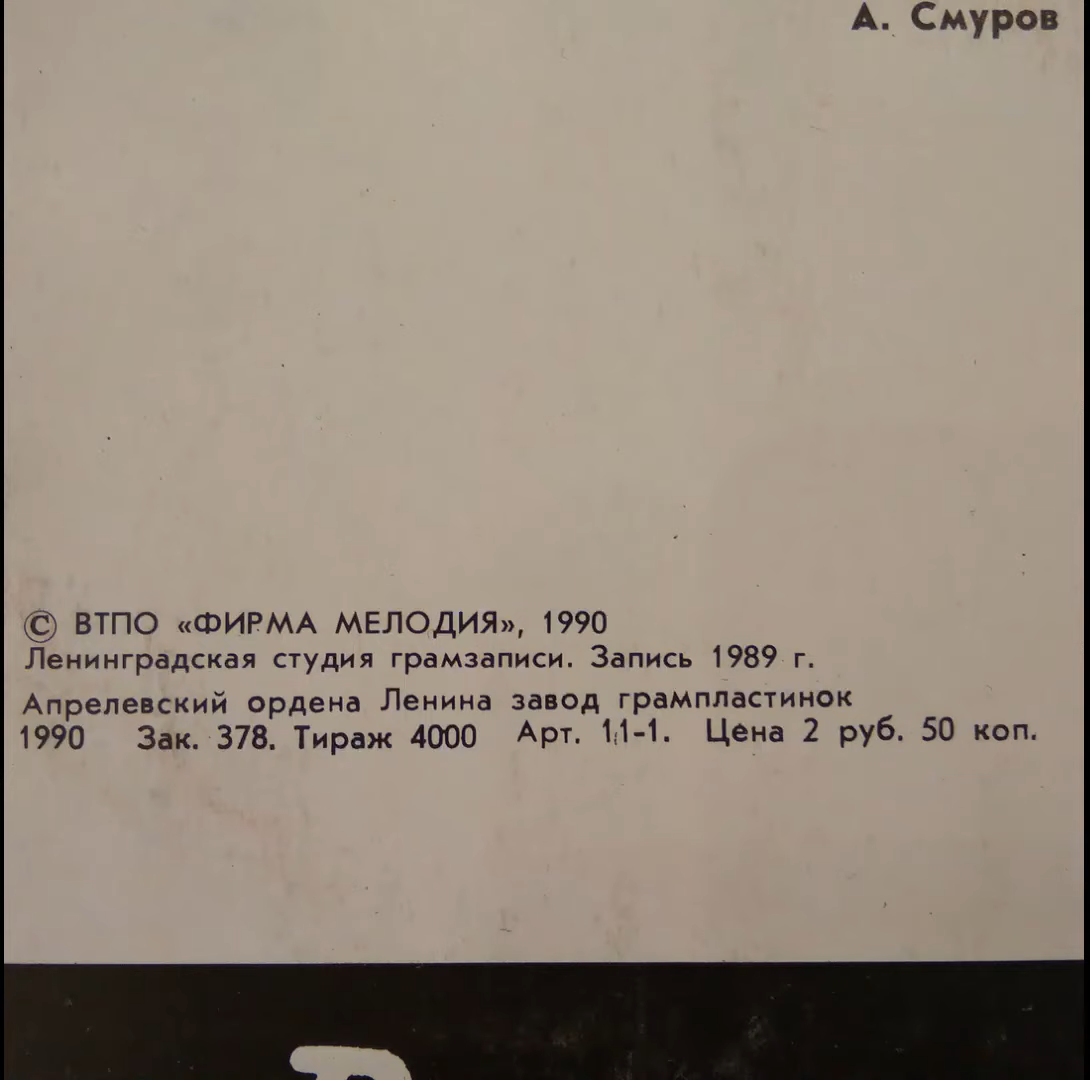 А. Смуров
© ВТПО «ФИРМА МЕЛОДИЯ», 1990
Ленинградская студия грамзаписи. Запись 1989 г.
Апрелевский ордена Ленина завод грампластинок
1990 Зак. 378. Тираж 4000 Арт. 11-1. Цена 2 руб. 50 коп.